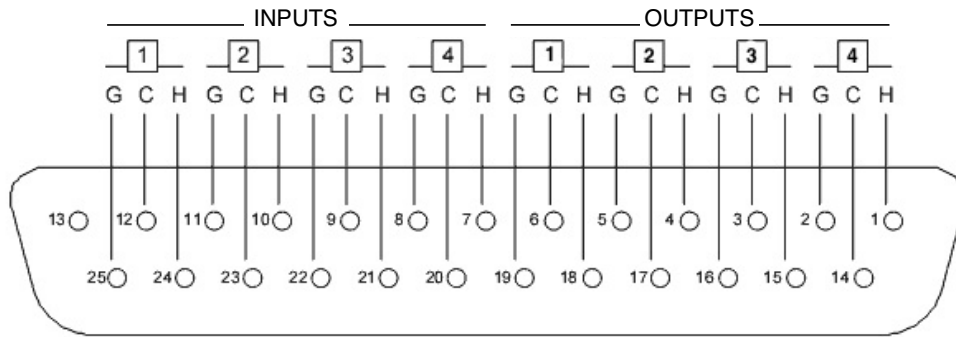 INPUTS OUTPUTS
1 2 3 4 1 2 3 4
G C H G C H G C H G C H G C H G C H G C H G C H
13 12 11 10 9 8 7 6 5 4 3 2 1
25 24 23 22 21 20 19 18 17 16 15 14